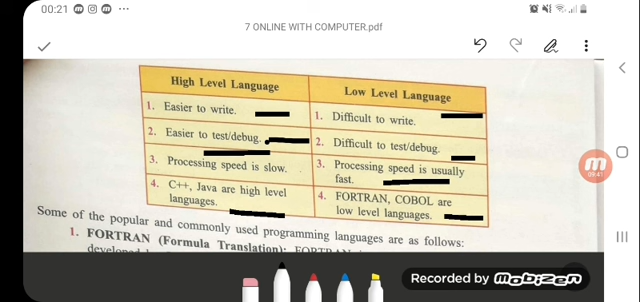 00:21
7 ONLINE WITH COMPUTER.pdf
High Level Language
Low Level Language
1. Easier to write.
1. Difficult to write.
2. Easier to test/debug.
2. Difficult to test/debug.
3. Processing speed is slow.
3. Processing speed is usually
fast.
4. C++, Java are high level
languages.
4. FORTRAN, COBOL are
low level languages.
Some of the popular and commonly used programming languages are as follows:
1. FORTRAN (Formula Translation): FORTRAN
09:41
Recorded by mobizen